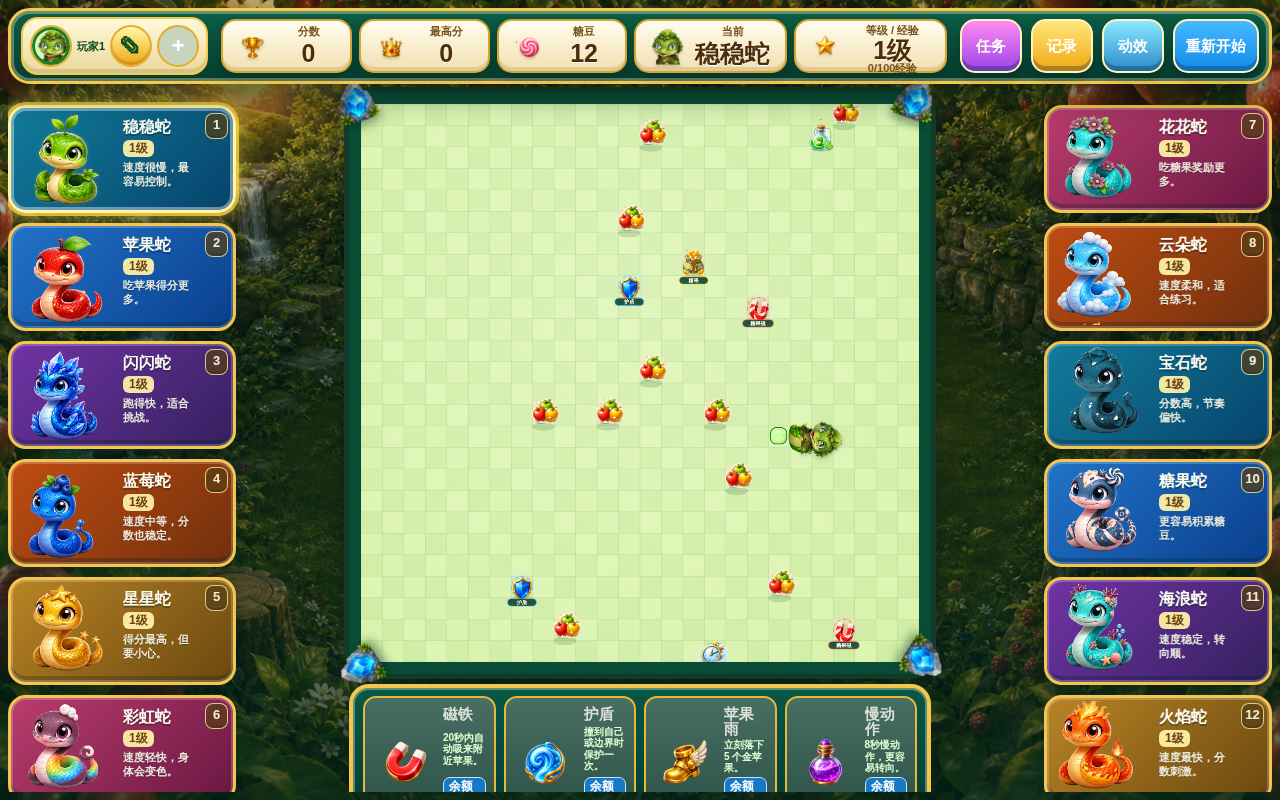 玩家1
+
分数
0
最高分
0
糖豆
12
当前
稳稳蛇
等级 / 经验
1级
0/100经验
任务
记录
动效
重新开始
稳稳蛇
1
1级
速度很慢，最
容易控制。
苹果蛇
2
1级
吃苹果得分更
多。
闪闪蛇
3
1级
跑得快，适合
挑战。
蓝莓蛇
4
1级
速度中等，分
数也稳定。
星星蛇
5
1级
得分最高，但
要小心。
彩虹蛇
6
1级
速度轻快，身
体会变色。
2
糖果
护盾
护盾
磁铁
20秒内自
动吸来附
近苹果。
余额
护盾
撞到自己
或边界时
保护一
次。
余额
苹果
雨
立刻落下
5 个金苹
果。
余额
慢动
作
8秒慢动
作，更容
易转向。
余额
花花蛇
7
1级
吃糖果奖励更
多。
云朵蛇
8
1级
速度柔和，适
合练习。
宝石蛇
9
1级
分数高，节奏
偏快。
糖果蛇
10
1级
更容易积累糖
豆。
海浪蛇
11
1级
速度稳定，转
向顺。
火焰蛇
12
1级
速度最快，分
数刺激。